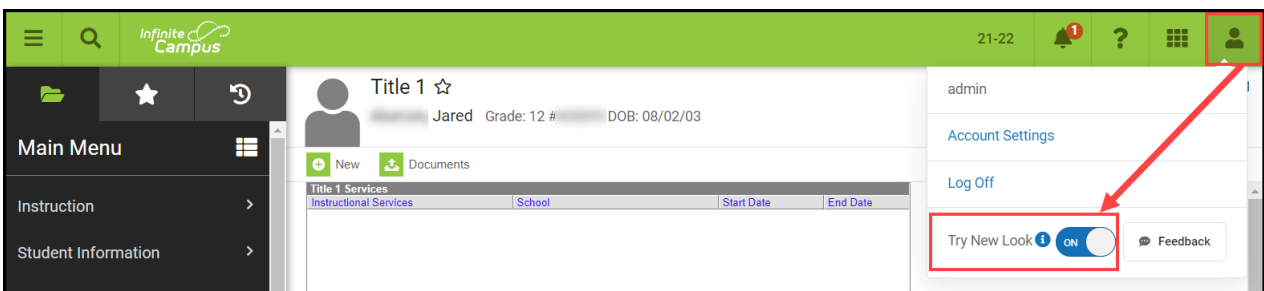 Infinite Campus
21-22
1
?
Title 1
, Jared Grade: 12 # DOB: 08/02/03
admin
Account Settings
Main Menu
New Documents
Log Off
Title 1 Services
Instructional Services School Start Date End Date
Instruction
Student Information
Try New Look i ON Feedback